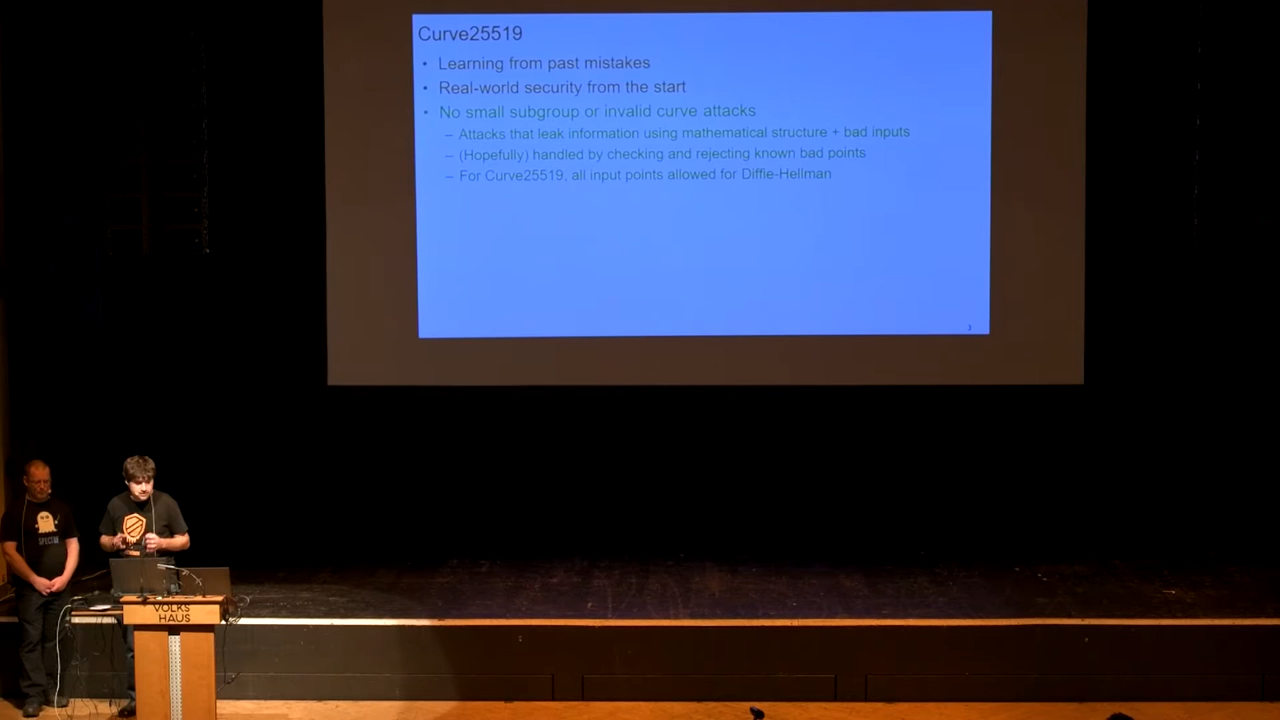 Curve25519
• Learning from past mistakes
• Real-world security from the start
• No small subgroup or invalid curve attacks
– Attacks that leak information using mathematical structure + bad inputs
– (Hopefully) handled by checking and rejecting known bad points
– For Curve25519, all input points allowed for Diffie-Hellman
3
SPECTRE
VOLKS
HAUS